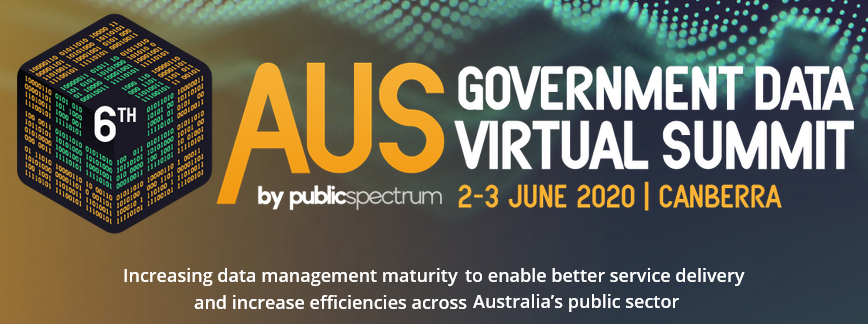 6TH
AUS
GOVERNMENT DATA
VIRTUAL SUMMIT
by publicspectrum
2-3 JUNE 2020 | CANBERRA
Increasing data management maturity to enable better service delivery
and increase efficiencies across Australia's public sector